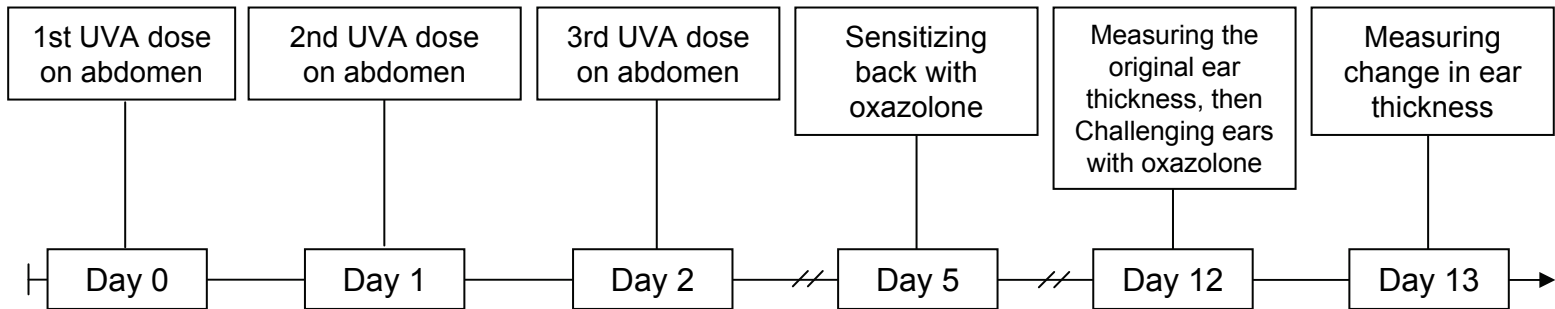 1st UVA dose
on abdomen
2nd UVA dose
on abdomen
3rd UVA dose
on abdomen
Sensitizing
back with
oxazolone
Measuring the
original ear
thickness, then
Challenging ears
with oxazolone
Measuring
change in ear
thickness
Day 0
Day 1
Day 2
Day 5
Day 12
Day 13